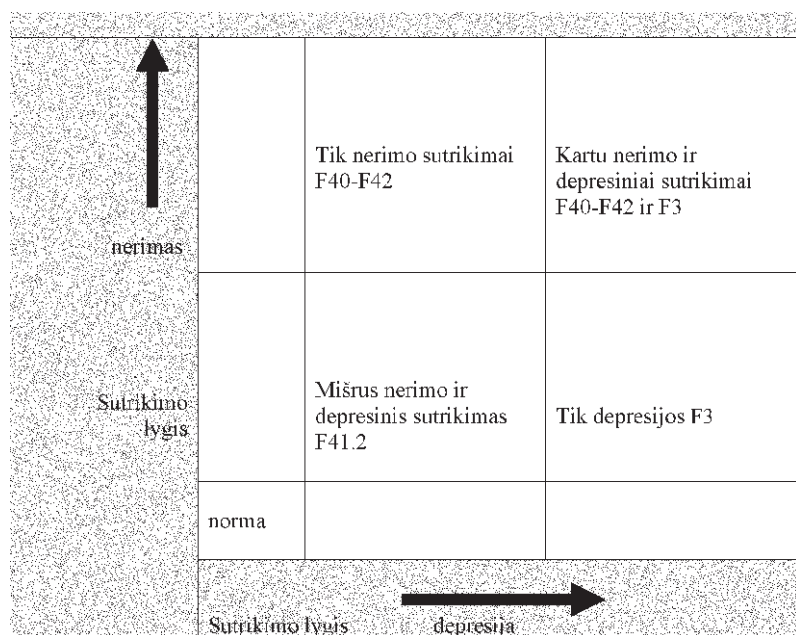 Tik nerimo sutrikimai
F40-F42
Kartu nerimo ir
depresiniai sutrikimai
F40-F42 ir F3
nerimas
Sutrikimo
lygis
Mišrus nerimo ir
depresinis sutrikimas
F41.2
Tik depresijos F3
norma
Sutrikimo lygis
depresija